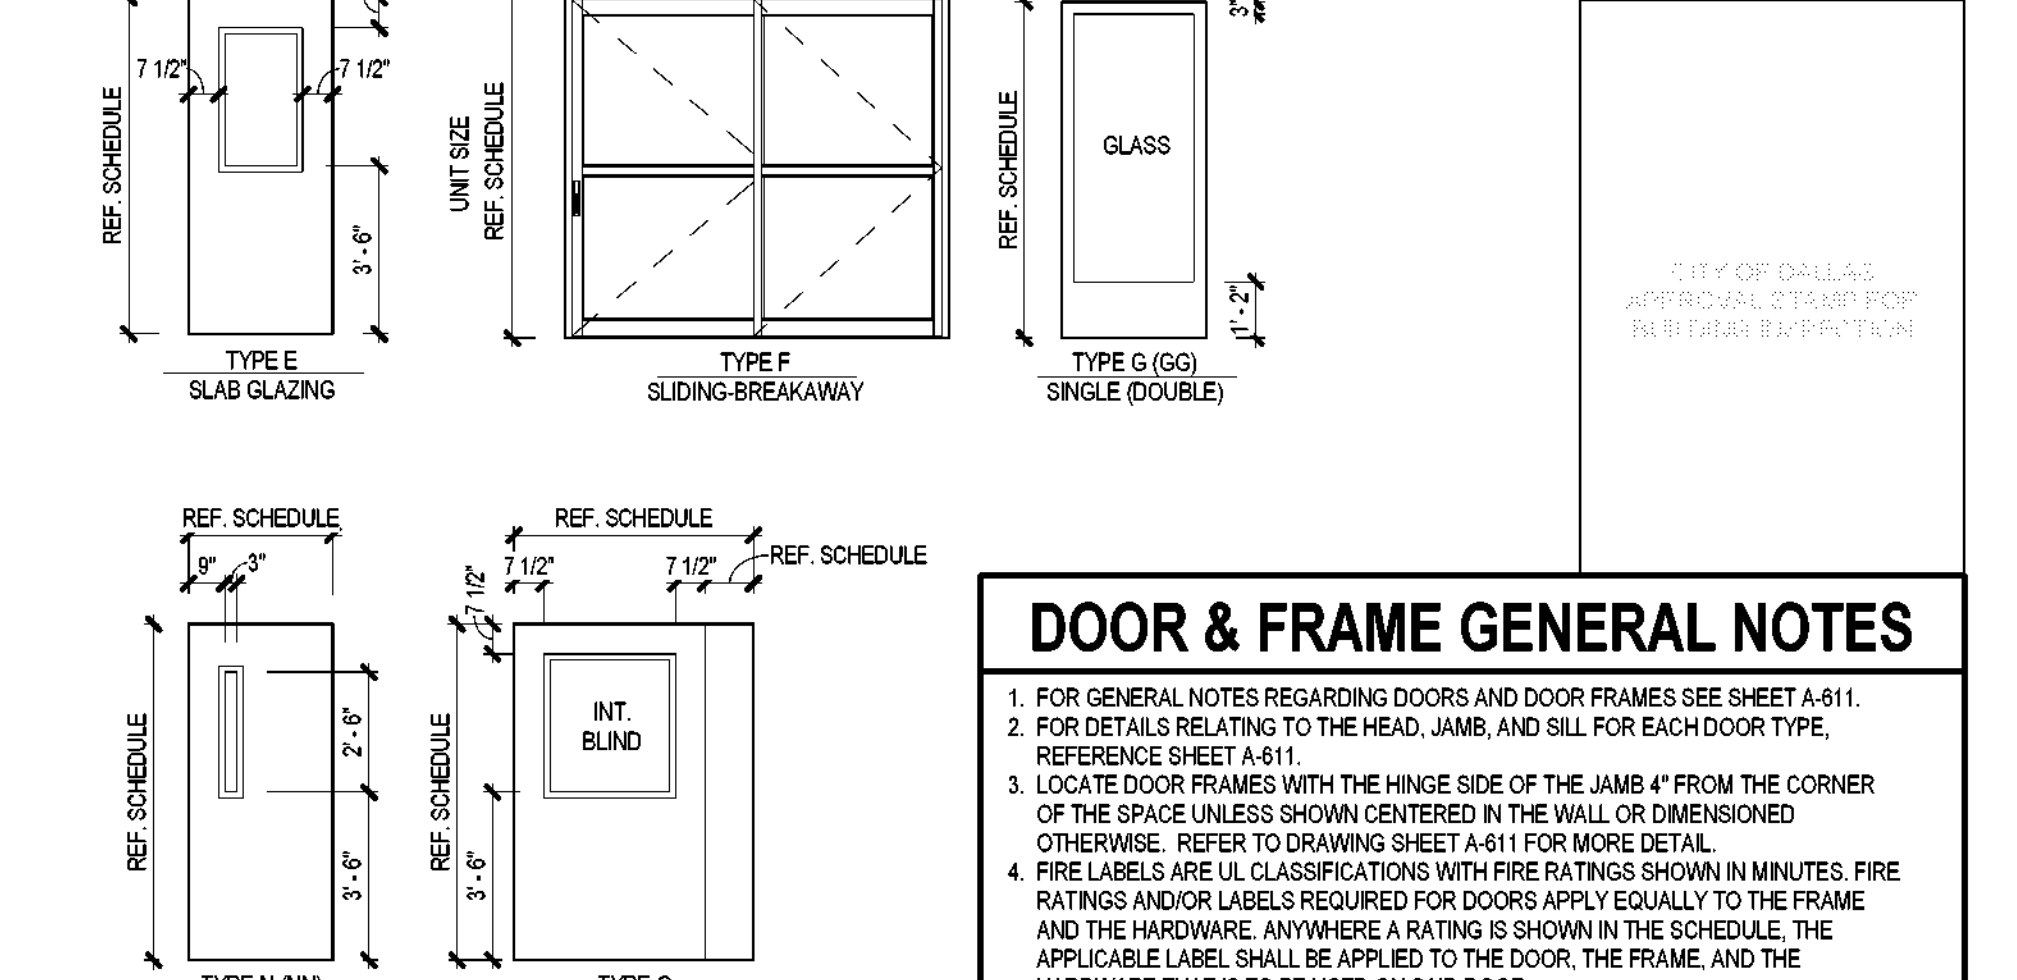 3"
7 1/2"
7 1/2"
REF. SCHEDULE
3' - 6"
TYPE E
SLAB GLAZING
UNIT SIZE
REF. SCHEDULE
TYPE F
SLIDING-BREAKAWAY
REF. SCHEDULE
GLASS
1' - 2"
TYPE G (GG)
SINGLE (DOUBLE)
CITY OF DALLAS
APPROVAL STAMP FOR
BUILDING INSPECTION
REF. SCHEDULE
9"
3"
REF. SCHEDULE
2' - 6"
3' - 6"
REF. SCHEDULE
REF. SCHEDULE
7 1/2"
7 1/2"
7 1/2"
INT.
BLIND
REF. SCHEDULE
3' - 6"
DOOR & FRAME GENERAL NOTES
1. FOR GENERAL NOTES REGARDING DOORS AND DOOR FRAMES SEE SHEET A-611.
2. FOR DETAILS RELATING TO THE HEAD, JAMB, AND SILL FOR EACH DOOR TYPE,
REFERENCE SHEET A-611.
3. LOCATE DOOR FRAMES WITH THE HINGE SIDE OF THE JAMB 4" FROM THE CORNER
OF THE SPACE UNLESS SHOWN CENTERED IN THE WALL OR DIMENSIONED
OTHERWISE. REFER TO DRAWING SHEET A-611 FOR MORE DETAIL.
4. FIRE LABELS ARE UL CLASSIFICATIONS WITH FIRE RATINGS SHOWN IN MINUTES. FIRE
RATINGS AND/OR LABELS REQUIRED FOR DOORS APPLY EQUALLY TO THE FRAME
AND THE HARDWARE. ANYWHERE A RATING IS SHOWN IN THE SCHEDULE, THE
APPLICABLE LABEL SHALL BE APPLIED TO THE DOOR, THE FRAME, AND THE